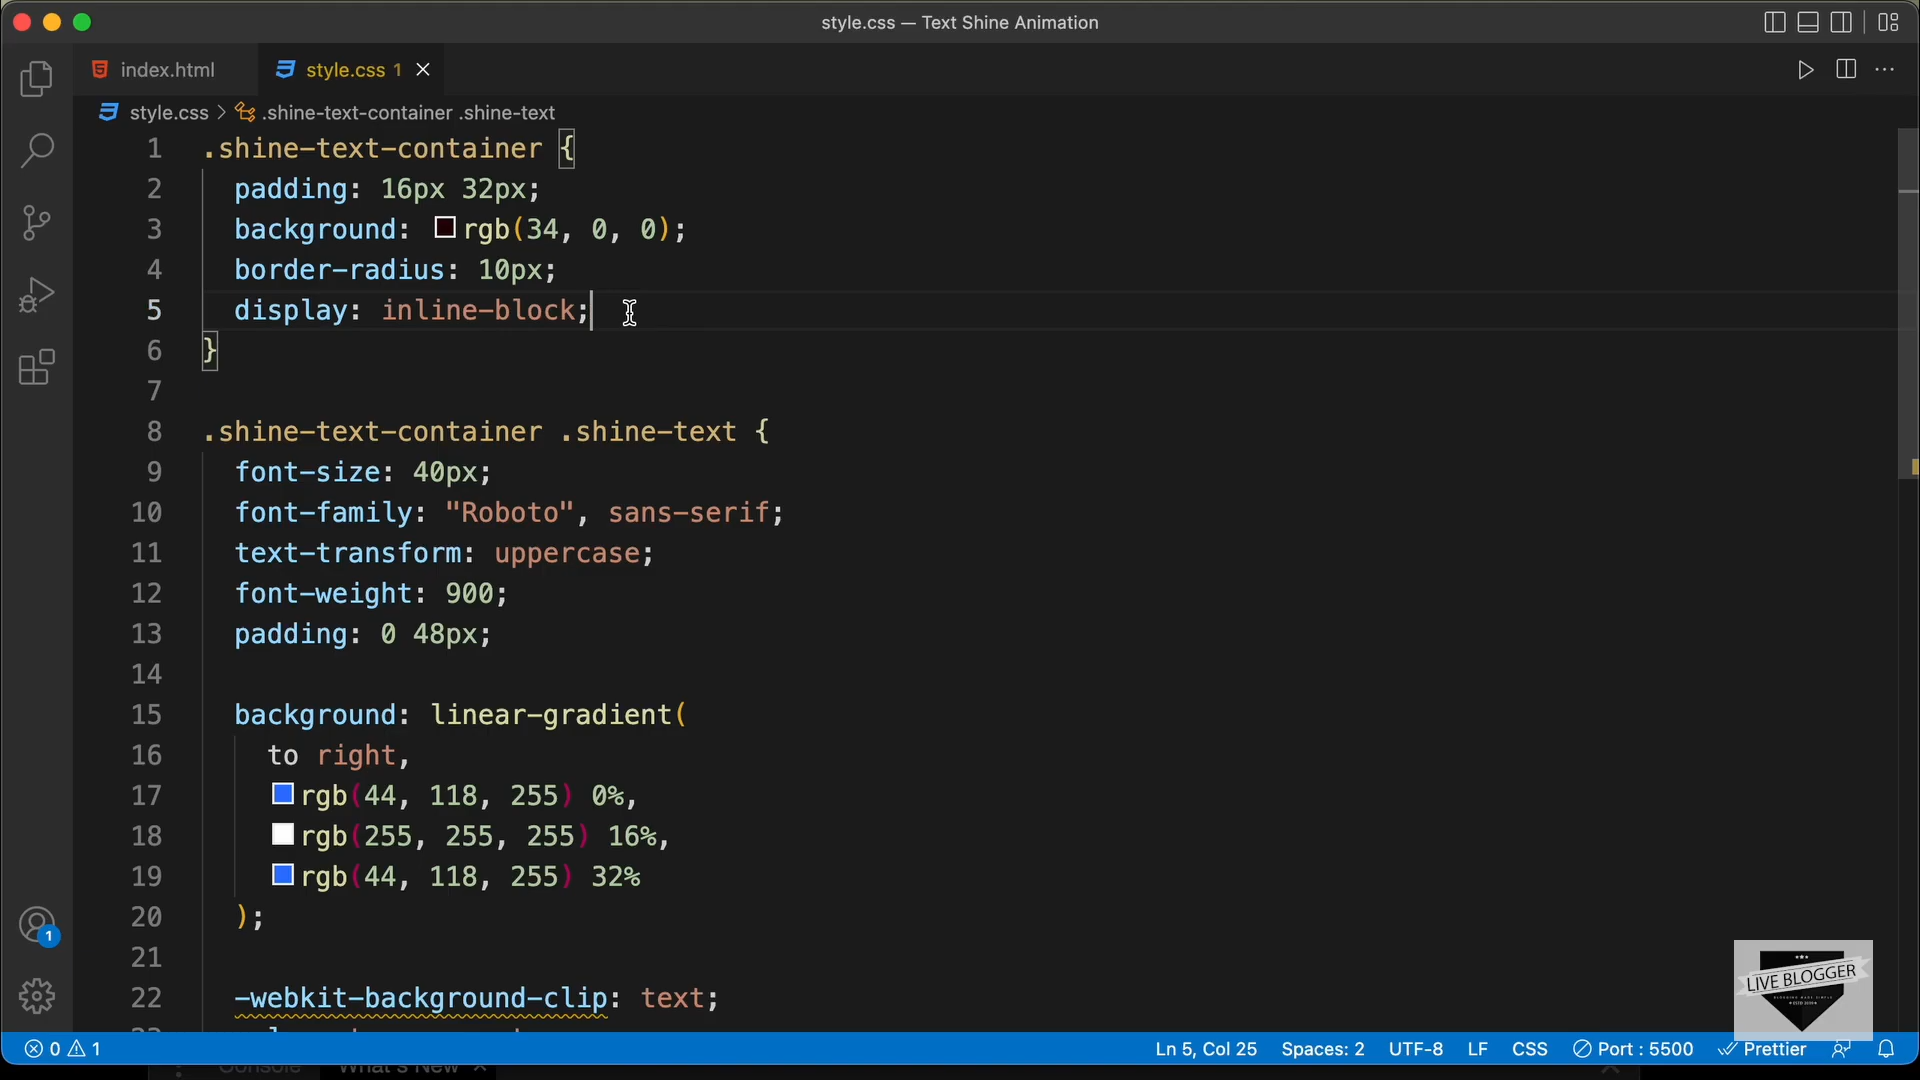 style.css — Text Shine Animation
index.html
style.css 1
style.css > .shine-text-container .shine-text
1 .shine-text-container {
2 padding: 16px 32px;
3 background: rgb(34, 0, 0);
4 border-radius: 10px;
5 display: inline-block;
6 }
7
8 .shine-text-container .shine-text {
9 font-size: 40px;
10 font-family: "Roboto", sans-serif;
11 text-transform: uppercase;
12 font-weight: 900;
13 padding: 0 48px;
14
15 background: linear-gradient(
16 to right,
17 rgb(44, 118, 255) 0%,
18 rgb(255, 255, 255) 16%,
19 rgb(44, 118, 255) 32%
20 );
21
22 -webkit-background-clip: text;
1
LIVE BLOGGER
0 1 Ln 5, Col 25 Spaces: 2 UTF-8 LF CSS Port : 5500 Prettier
Console What's New